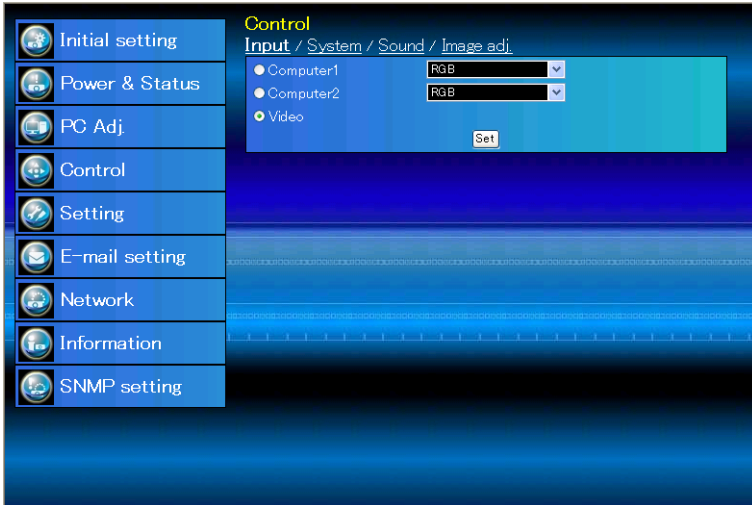 Initial setting
Power & Status
PC Adj.
Control
Setting
E-mail setting
Network
Information
SNMP setting
Control
Input / System / Sound / Image adj.
Computer1 RGB
Computer2 RGB
Video
Set